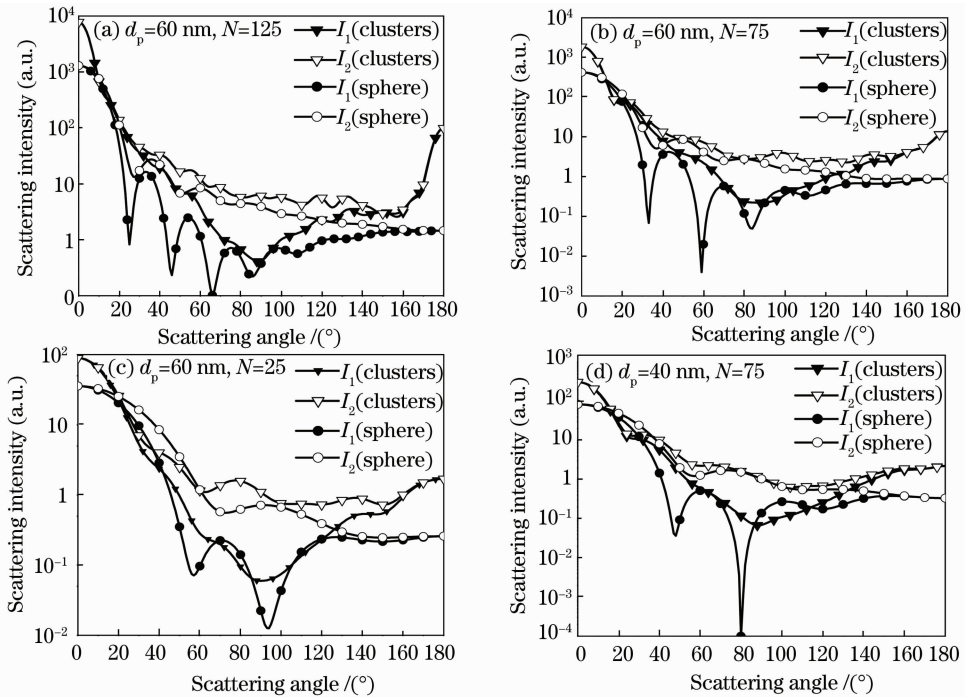 (a) dp=60 nm, N=125
I1(clusters)
I2(clusters)
I1(sphere)
I2(sphere)
10^4
10^3
10^2
10
1
0
Scattering intensity (a.u.)
0 20 40 60 80 100 120 140 160 180
Scattering angle /(°)
(b) dp=60 nm, N=75
I1(clusters)
I2(clusters)
I1(sphere)
I2(sphere)
10^4
10^3
10^2
10
1
10^-1
10^-2
10^-3
Scattering intensity (a.u.)
0 20 40 60 80 100 120 140 160 180
Scattering angle /(°)
(c) dp=60 nm, N=25
I1(clusters)
I2(clusters)
I1(sphere)
I2(sphere)
10^2
10
1
10^-1
10^-2
Scattering intensity (a.u.)
0 20 40 60 80 100 120 140 160 180
Scattering angle /(°)
(d) dp=40 nm, N=75
I1(clusters)
I2(clusters)
I1(sphere)
I2(sphere)
10^3
10^2
10
1
10^-1
10^-2
10^-3
10^-4
Scattering intensity (a.u.)
0 20 40 60 80 100 120 140 160 180
Scattering angle /(°)